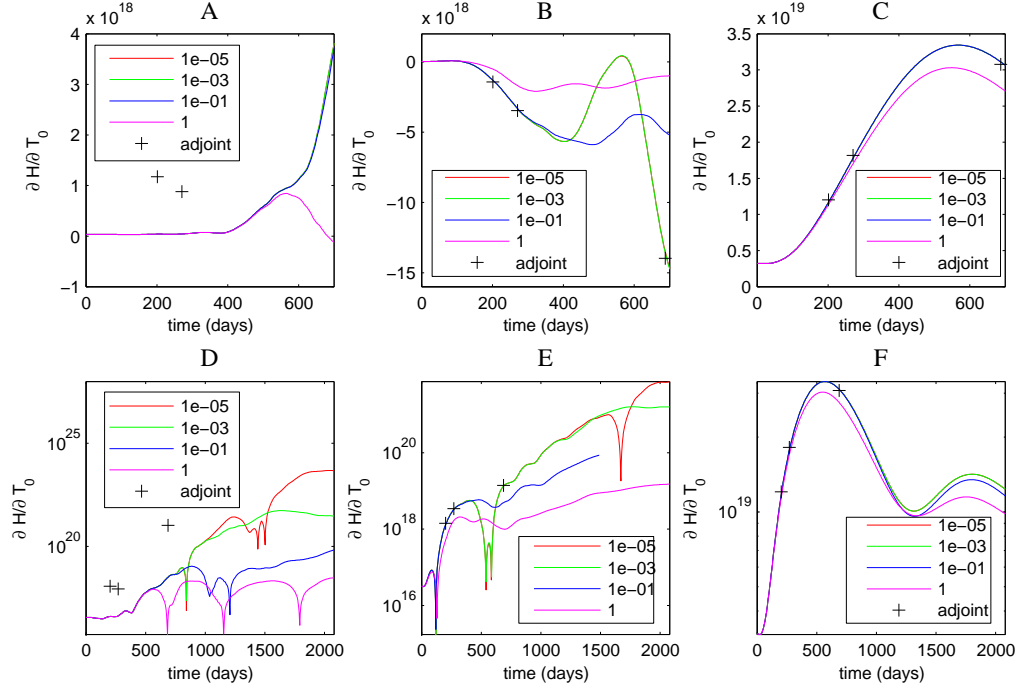 A
x 10^18
4
3
2
1
0
−1
0 200 400 600
time (days)
∂ H/∂ T_0
1e−05
1e−03
1e−01
1
adjoint
B
x 10^18
0
−5
−10
−15
0 200 400 600
time (days)
∂ H/∂ T_0
1e−05
1e−03
1e−01
1
adjoint
C
x 10^19
3.5
3
2.5
2
1.5
1
0.5
0
0 200 400 600
time (days)
∂ H/∂ T_0
1e−05
1e−03
1e−01
1
adjoint
D
10^25
10^20
0 500 1000 1500 2000
time (days)
∂ H/∂ T_0
1e−05
1e−03
1e−01
1
adjoint
E
10^20
10^18
10^16
0 500 1000 1500 2000
time (days)
∂ H/∂ T_0
1e−05
1e−03
1e−01
1
adjoint
F
10^19
0 500 1000 1500 2000
time (days)
∂ H/∂ T_0
1e−05
1e−03
1e−01
1
adjoint